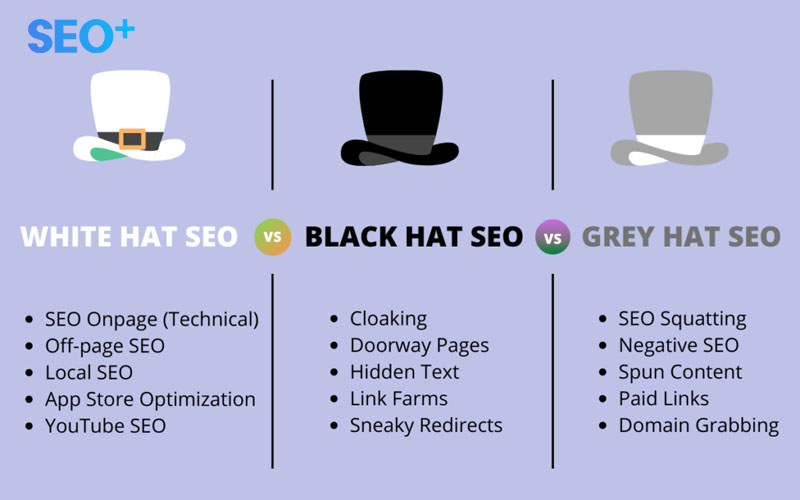 SEO+
WHITE HAT SEO
VS
BLACK HAT SEO
VS
GREY HAT SEO
SEO Onpage (Technical)
Off-page SEO
Local SEO
App Store Optimization
YouTube SEO
Cloaking
Doorway Pages
Hidden Text
Link Farms
Sneaky Redirects
SEO Squatting
Negative SEO
Spun Content
Paid Links
Domain Grabbing